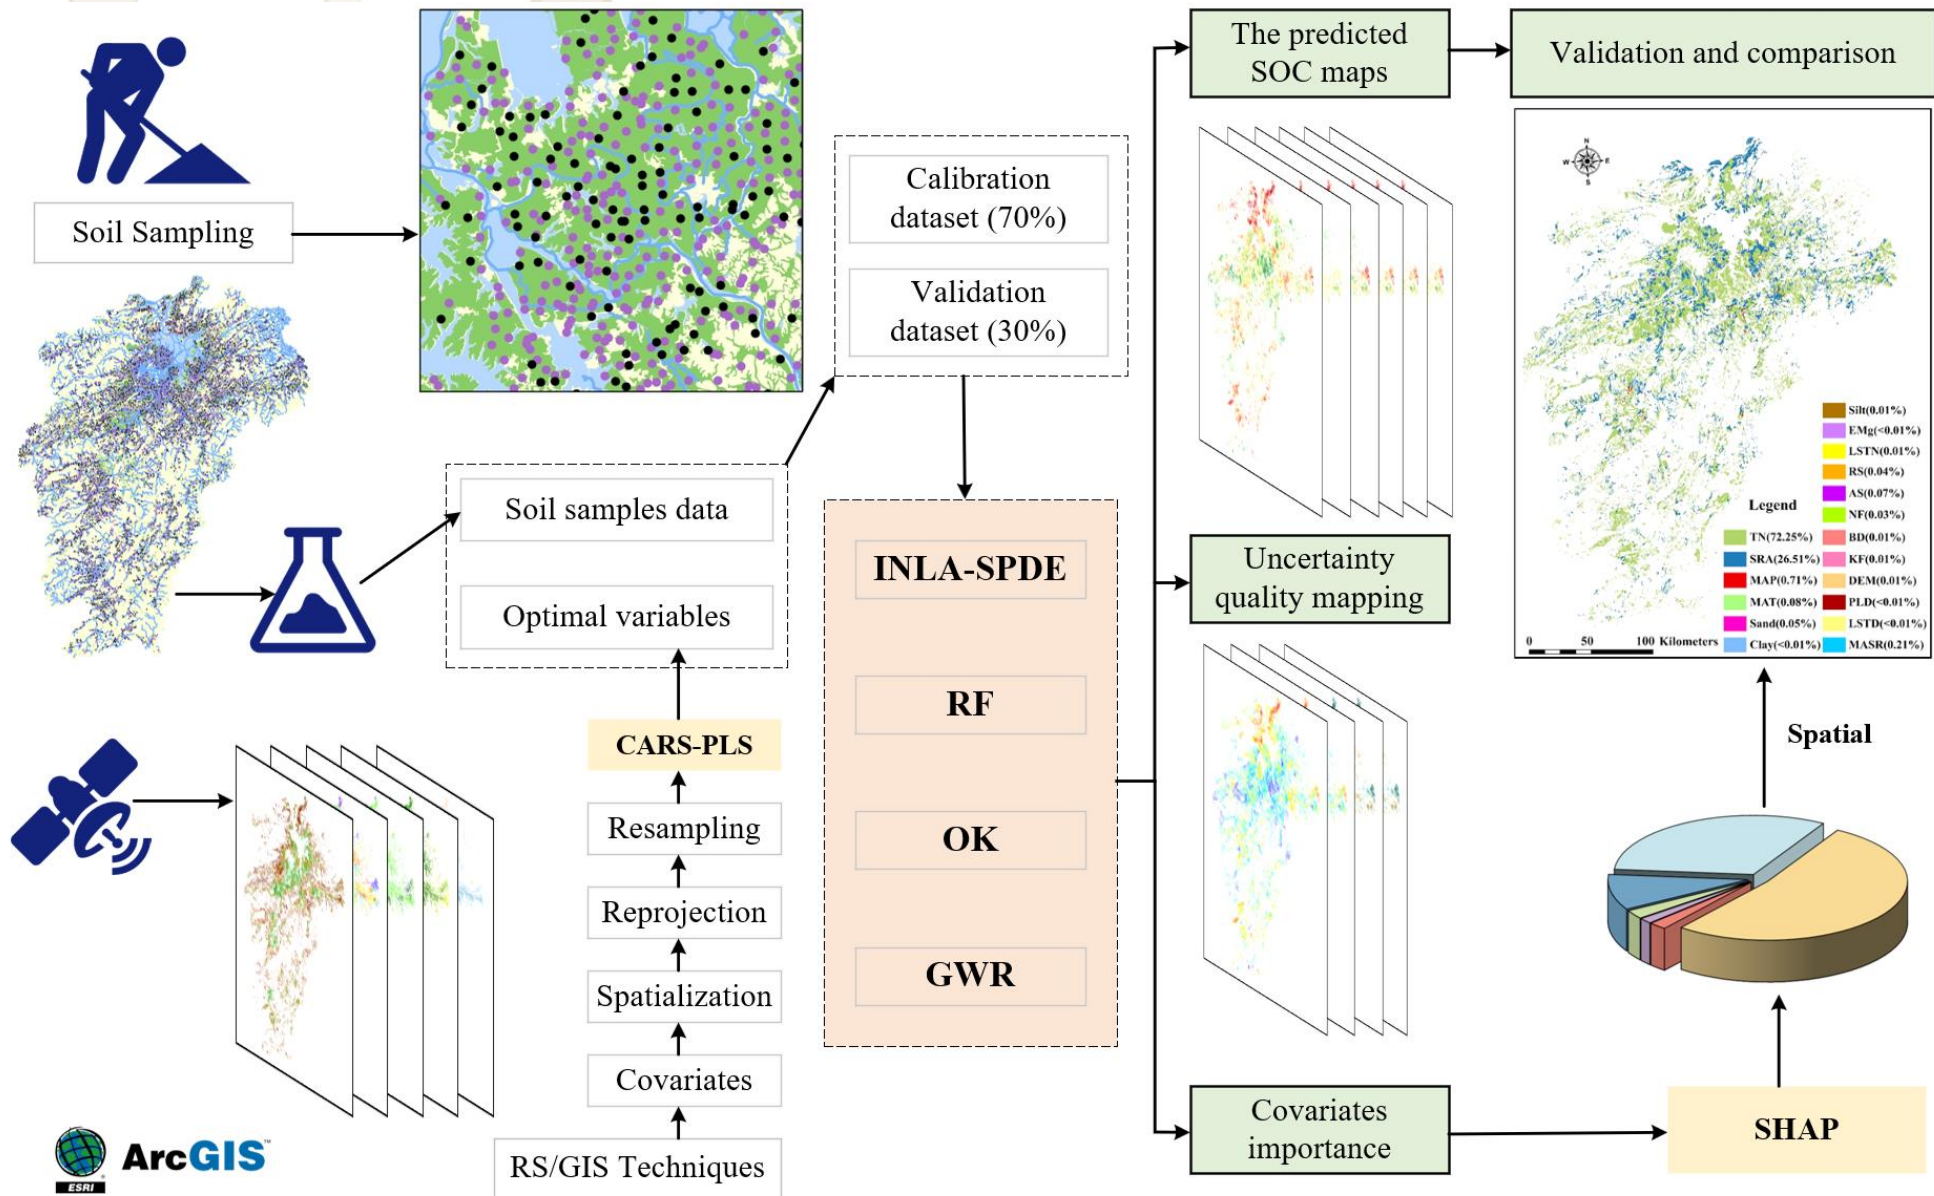 Soil Sampling
Calibration
dataset (70%)
Validation
dataset (30%)
Soil samples data
Optimal variables
CARS-PLS
Resampling
Reprojection
Spatialization
Covariates
RS/GIS Techniques
ESRI
ArcGIS™
INLA-SPDE
RF
OK
GWR
The predicted
SOC maps
Validation and comparison
Uncertainty
quality mapping
Covariates
importance
SHAP
Spatial
N
W
E
S
Legend
TN(72.25%)
SRA(26.51%)
MAP(0.71%)
MAT(0.08%)
Sand(0.05%)
Clay(<0.01%)
Silt(0.01%)
EMg(<0.01%)
LSTN(0.01%)
RS(0.04%)
AS(0.07%)
NF(0.03%)
BD(0.01%)
KF(0.01%)
DEM(0.01%)
PLD(<0.01%)
LSTD(<0.01%)
MASR(0.21%)
0 50 100 Kilometers